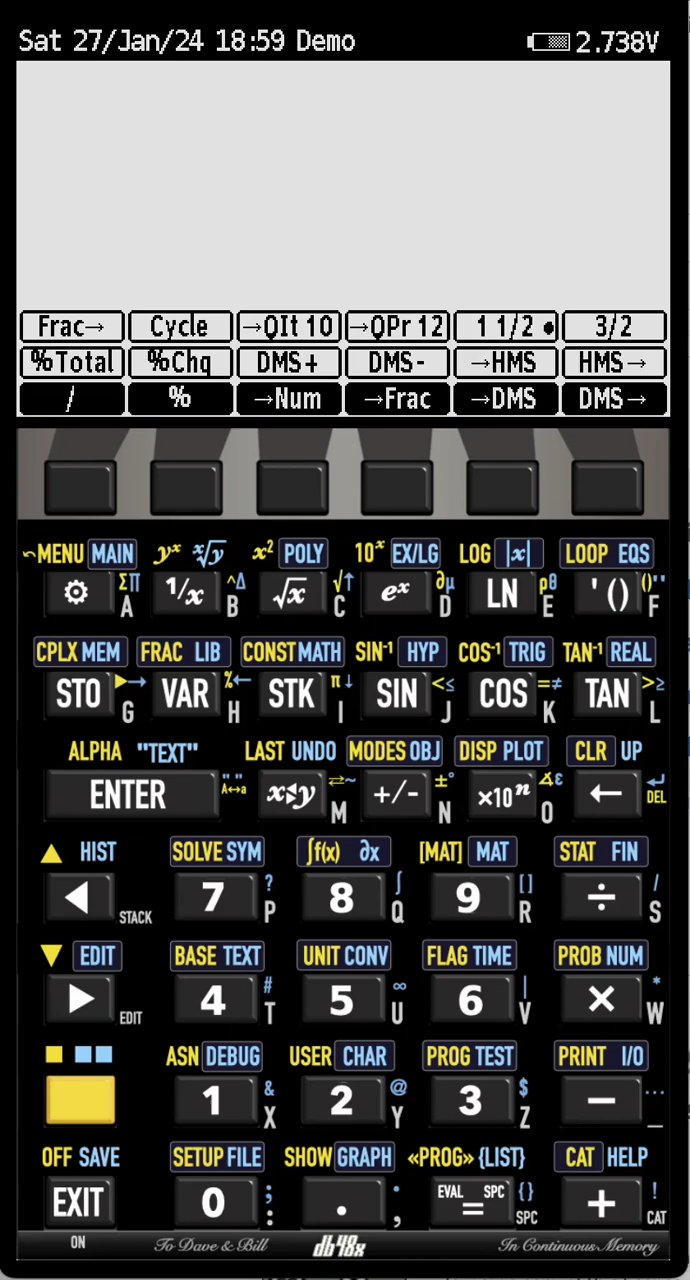 Sat 27/Jan/24 18:59 Demo 2.738V
Frac→ Cycle →QIt 10 →QPr 12 1 1/2 ● 3/2
%Total %Chq DMS+ DMS- →HMS HMS→
/ % →Num →Frac →DMS DMS→
↶MENU MAIN yˣ ˣ√y x² POLY 10ˣ EX/LG LOG |x| LOOP EQS
⚙ ΣΠ A 1/x ^Δ B √x √↑ C eˣ ∂μ D LN ρθ E '() ()'' F
CPLX MEM FRAC LIB CONST MATH SIN⁻¹ HYP COS⁻¹ TRIG TAN⁻¹ REAL
STO ▶→ G VAR %← H STK π↓ I SIN <≤ J COS =≠ K TAN >≥ L
ALPHA "TEXT" LAST UNDO MODES OBJ DISP PLOT CLR UP
ENTER "" A↔a x⇄y ⇄~ M +/- ±° N ×10ⁿ ∡ε O ← ↵ DEL
▲ HIST SOLVE SYM ∫f(x) ∂x [MAT] MAT STAT FIN
◀ STACK 7 ? P 8 ∫ Q 9 [] R ÷ / S
▼ EDIT BASE TEXT UNIT CONV FLAG TIME PROB NUM
▶ EDIT 4 # T 5 ∞ U 6 | V × * W
ASN DEBUG USER CHAR PROG TEST PRINT I/O
1 & X 2 @ Y 3 $ Z − … _
OFF SAVE SETUP FILE SHOW GRAPH «PROG» {LIST} CAT HELP
EXIT 0 ; : . · , EVAL SPC = {} SPC + ! CAT
ON To Dave & Bill db48x In Continuous Memory